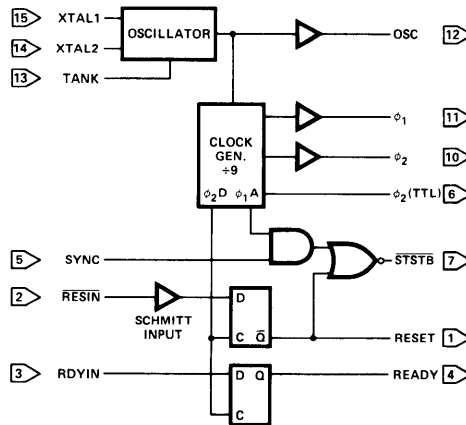 15 XTAL1
OSCILLATOR
OSC 12
14 XTAL2
13 TANK
CLOCK
GEN.
÷9
ϕ1 11
ϕ2 10
ϕ2D ϕ1A
ϕ2(TTL) 6
5 SYNC
STSTB 7
2 RESIN
D
SCHMITT
INPUT
C Q̅
RESET 1
3 RDYIN
D Q
READY 4
C